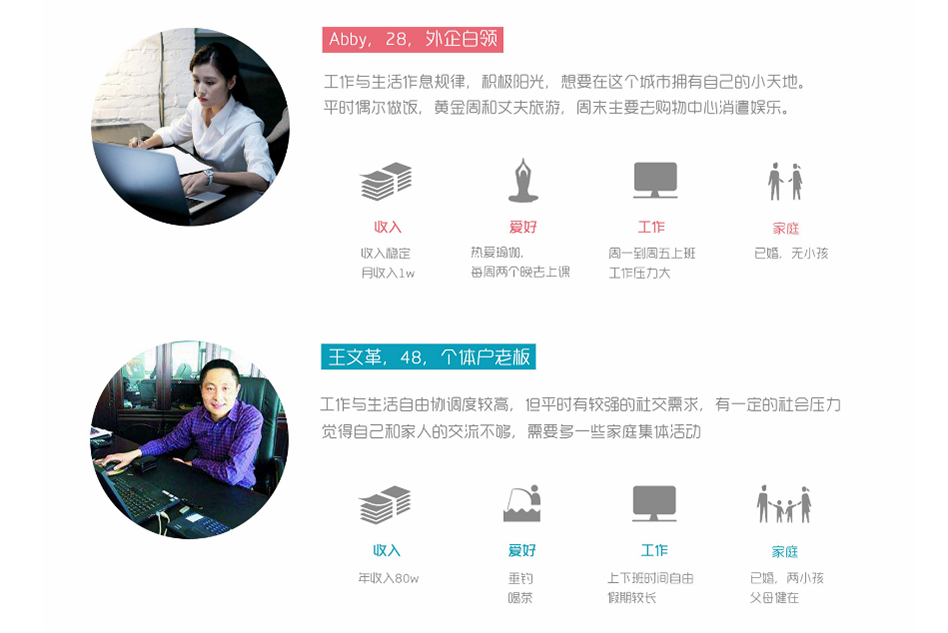 Abby, 28, 外企白领
工作与生活作息规律, 积极阳光, 想要在这个城市拥有自己的小天地。
平时偶尔做饭, 黄金周和丈夫旅游, 周末主要去购物中心消遣娱乐。
收入
爱好
工作
家庭
收入稳定
月收入1w
热爱瑜伽,
每周两个晚去上课
周一到周五上班
工作压力大
已婚, 无小孩
王文革, 48, 个体户老板
工作与生活自由协调度较高, 但平时有较强的社交需求, 有一定的社会压力
觉得自己和家人的交流不够, 需要多一些家庭集体活动
收入
爱好
工作
家庭
年收入80w
垂钓
喝茶
上下班时间自由
假期较长
已婚, 两小孩
父母健在